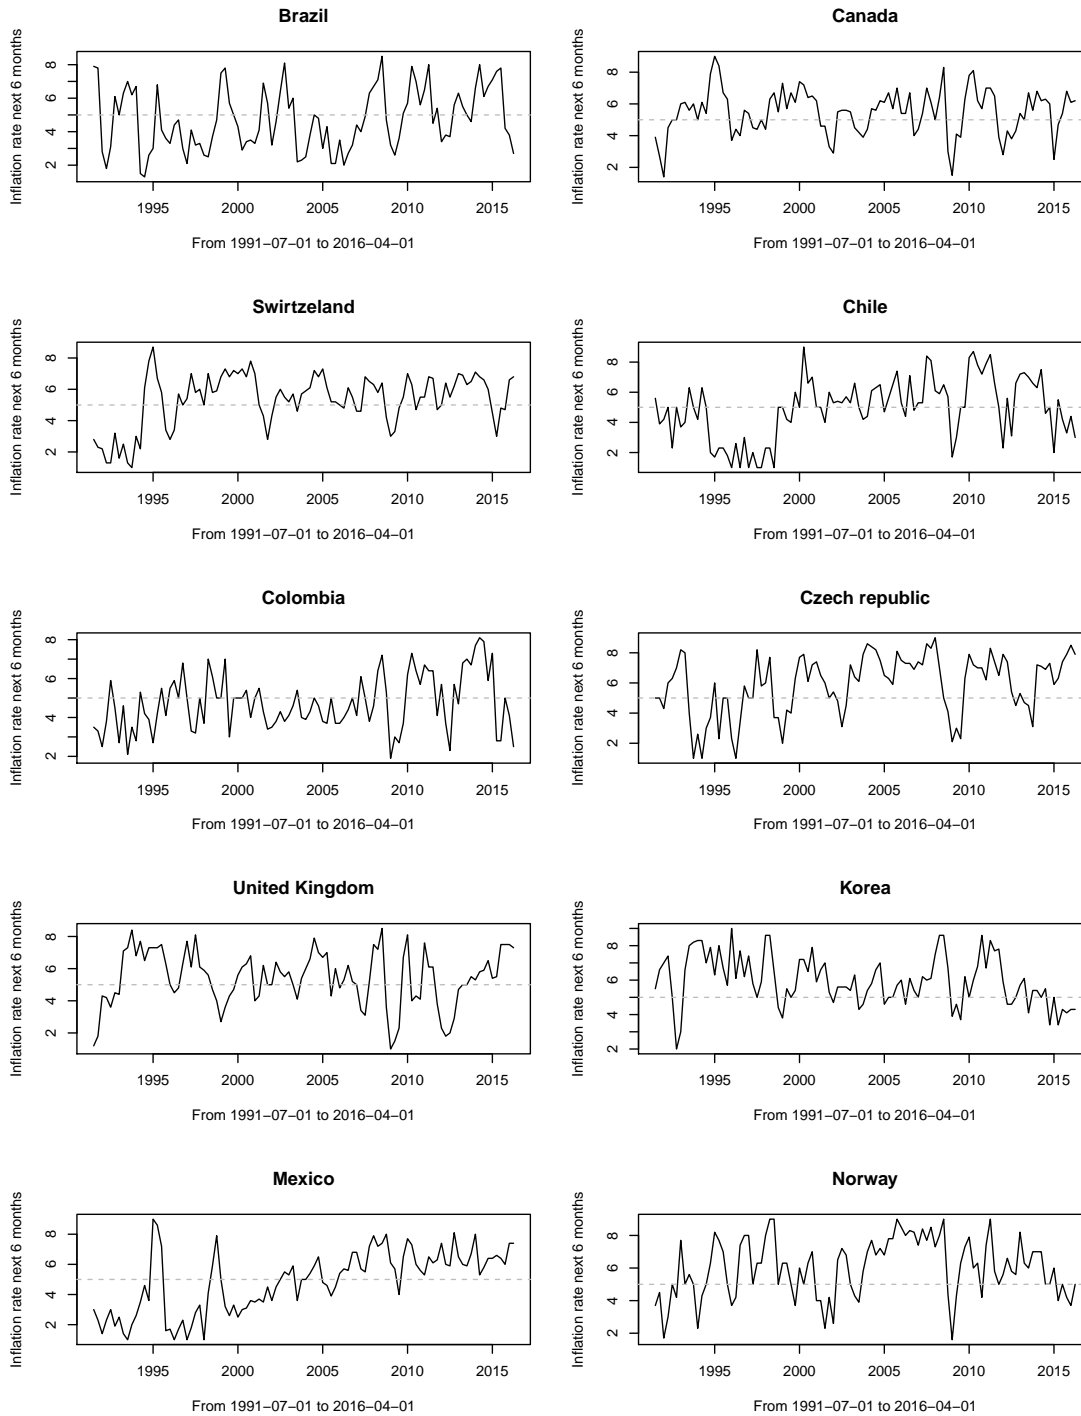 Brazil
Inflation rate next 6 months
2 4 6 8
1995 2000 2005 2010 2015
From 1991−07−01 to 2016−04−01
Canada
Inflation rate next 6 months
2 4 6 8
1995 2000 2005 2010 2015
From 1991−07−01 to 2016−04−01
Swirtzeland
Inflation rate next 6 months
2 4 6 8
1995 2000 2005 2010 2015
From 1991−07−01 to 2016−04−01
Chile
Inflation rate next 6 months
2 4 6 8
1995 2000 2005 2010 2015
From 1991−07−01 to 2016−04−01
Colombia
Inflation rate next 6 months
2 4 6 8
1995 2000 2005 2010 2015
From 1991−07−01 to 2016−04−01
Czech republic
Inflation rate next 6 months
2 4 6 8
1995 2000 2005 2010 2015
From 1991−07−01 to 2016−04−01
United Kingdom
Inflation rate next 6 months
2 4 6 8
1995 2000 2005 2010 2015
From 1991−07−01 to 2016−04−01
Korea
Inflation rate next 6 months
2 4 6 8
1995 2000 2005 2010 2015
From 1991−07−01 to 2016−04−01
Mexico
Inflation rate next 6 months
2 4 6 8
1995 2000 2005 2010 2015
From 1991−07−01 to 2016−04−01
Norway
Inflation rate next 6 months
2 4 6 8
1995 2000 2005 2010 2015
From 1991−07−01 to 2016−04−01